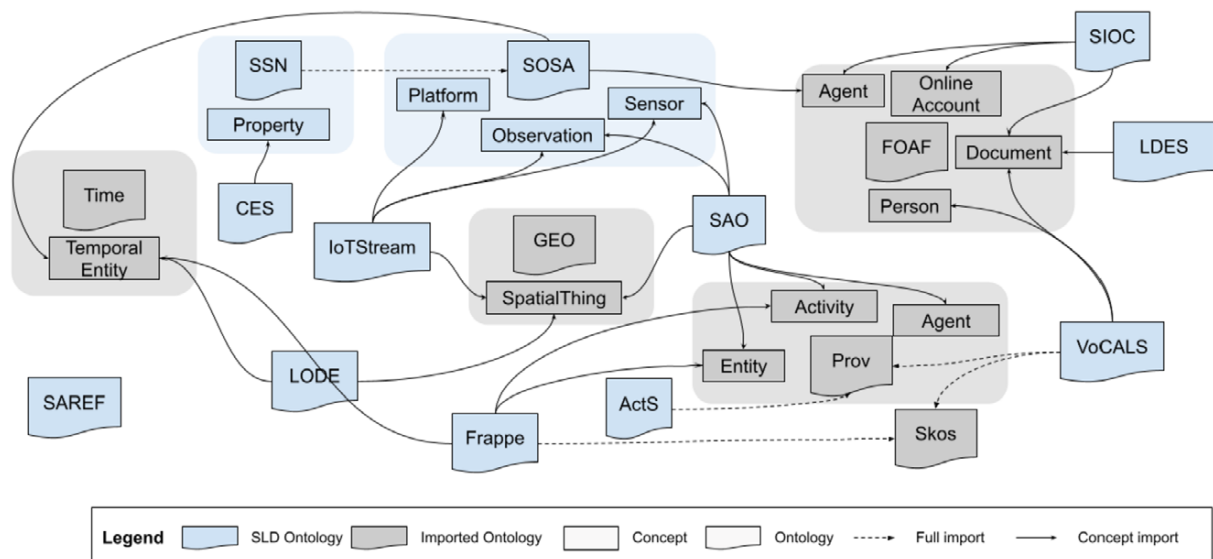 SIOC
SSN
SOSA
Agent
Online
Account
Platform
Sensor
Property
Observation
FOAF
Document
LDES
Time
CES
Person
SAO
Temporal
Entity
IoTStream
GEO
SpatialThing
Activity
Agent
VoCALS
LODE
Entity
Prov
SAREF
ActS
Frappe
Skos
Legend
SLD Ontology
Imported Ontology
Concept
Ontology
Full import
Concept import